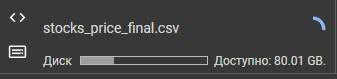 stocks_price_final.csv
Диск Доступно: 80.01 GB.